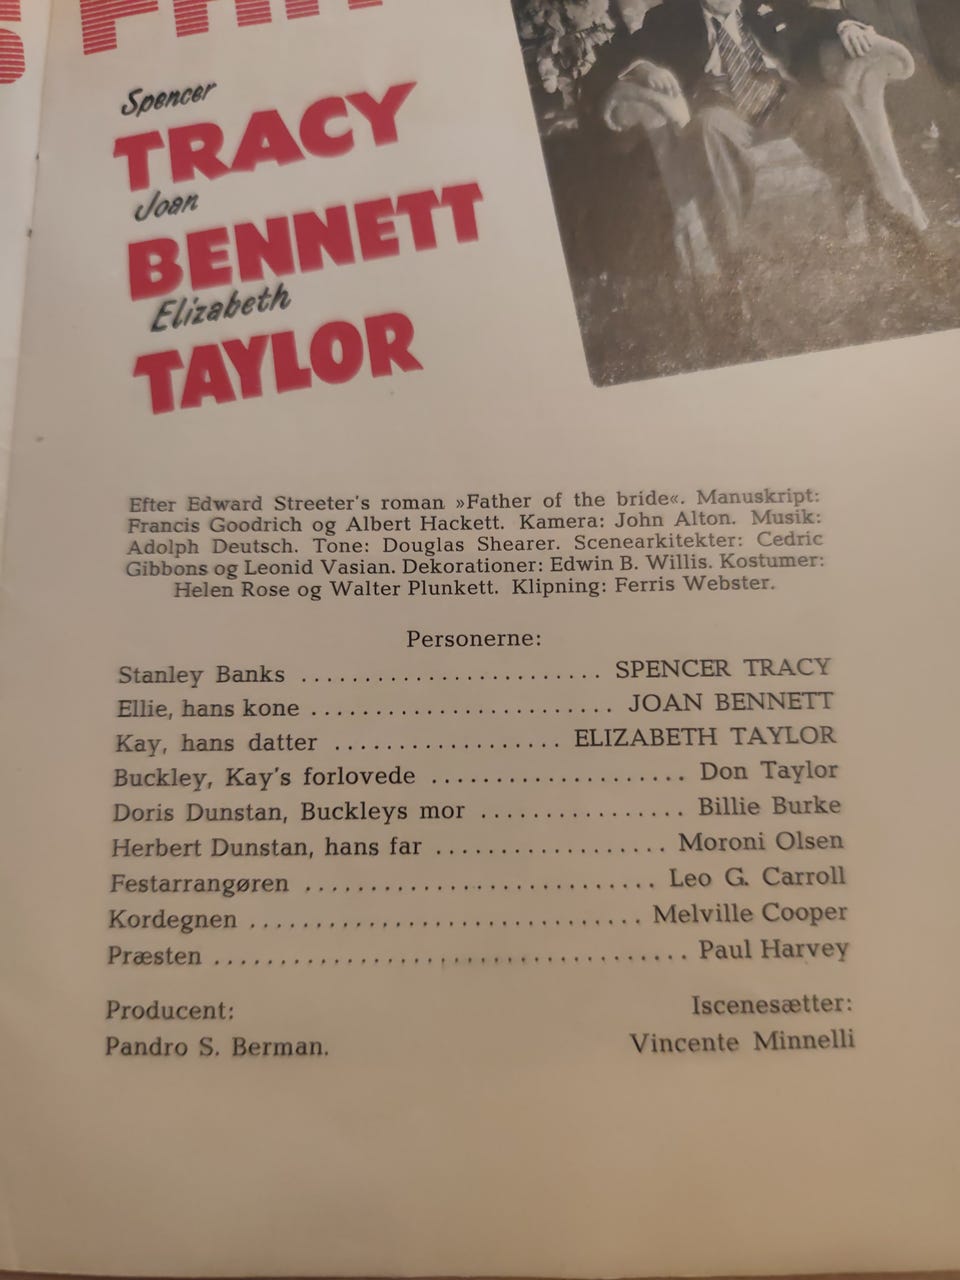 Spencer
TRACY
Joan
BENNETT
Elizabeth
TAYLOR
Efter Edward Streeter's roman »Father of the bride«. Manuskript:
Francis Goodrich og Albert Hackett. Kamera: John Alton. Musik:
Adolph Deutsch. Tone: Douglas Shearer. Scenearkitekter: Cedric
Gibbons og Leonid Vasian. Dekorationer: Edwin B. Willis. Kostumer:
Helen Rose og Walter Plunkett. Klipning: Ferris Webster.
Personerne:
Stanley Banks ........................ SPENCER TRACY
Ellie, hans kone ........................ JOAN BENNETT
Kay, hans datter .................. ELIZABETH TAYLOR
Buckley, Kay's forlovede .................... Don Taylor
Doris Dunstan, Buckleys mor ................ Billie Burke
Herbert Dunstan, hans far .................. Moroni Olsen
Festarrangøren ........................... Leo G. Carroll
Kordegnen .............................. Melville Cooper
Præsten .................................... Paul Harvey
Producent: Iscenesætter:
Pandro S. Berman. Vincente Minnelli